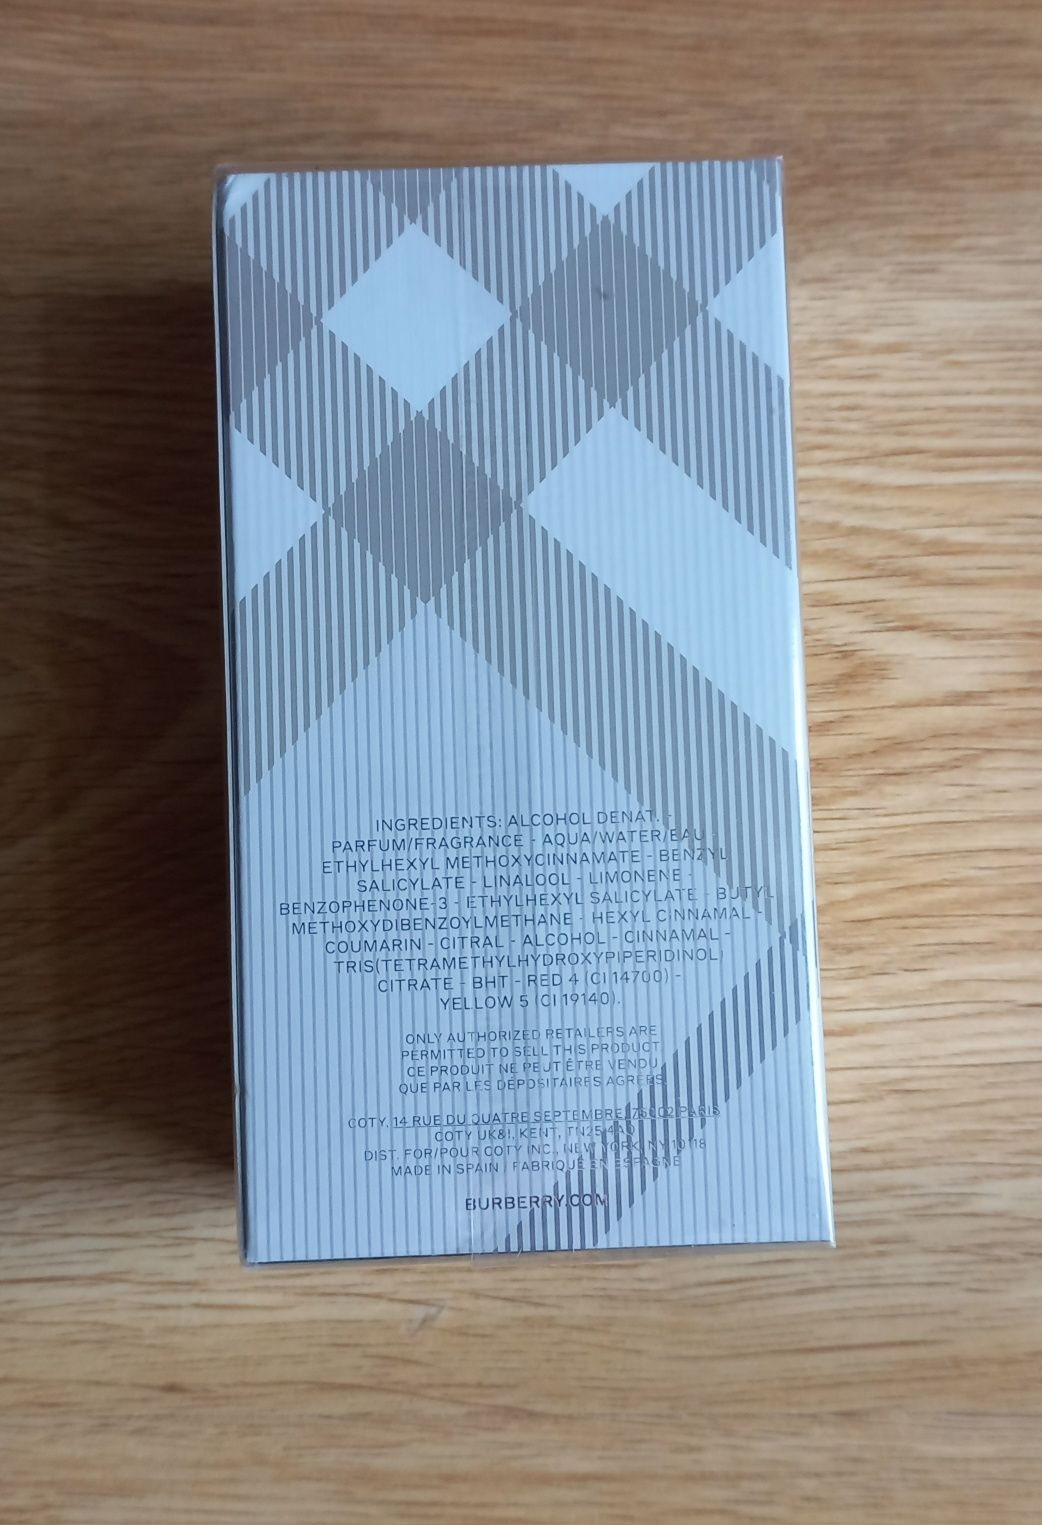 INGREDIENTS: ALCOHOL DENAT. -
PARFUM/FRAGRANCE - AQUA/WATER/EAU -
ETHYLHEXYL METHOXYCINNAMATE - BENZYL
SALICYLATE - LINALOOL - LIMONENE -
BENZOPHENONE-3 - ETHYLHEXYL SALICYLATE - BUTYL
METHOXYDIBENZOYLMETHANE - HEXYL CINNAMAL -
COUMARIN - CITRAL - ALCOHOL - CINNAMAL -
TRIS(TETRAMETHYLHYDROXYPIPERIDINOL)
CITRATE - BHT - RED 4 (CI 14700) -
YELLOW 5 (CI 19140).
ONLY AUTHORIZED RETAILERS ARE
PERMITTED TO SELL THIS PRODUCT.
CE PRODUIT NE PEUT ÊTRE VENDU
QUE PAR LES DÉPOSITAIRES AGRÉÉS.
COTY, 14 RUE DU QUATRE SEPTEMBRE, 75002 PARIS
COTY UK&I, KENT, TN25 4AQ
DIST. FOR/POUR COTY INC., NEW YORK, NY 10118
MADE IN SPAIN / FABRIQUÉ EN ESPAGNE
BURBERRY.COM